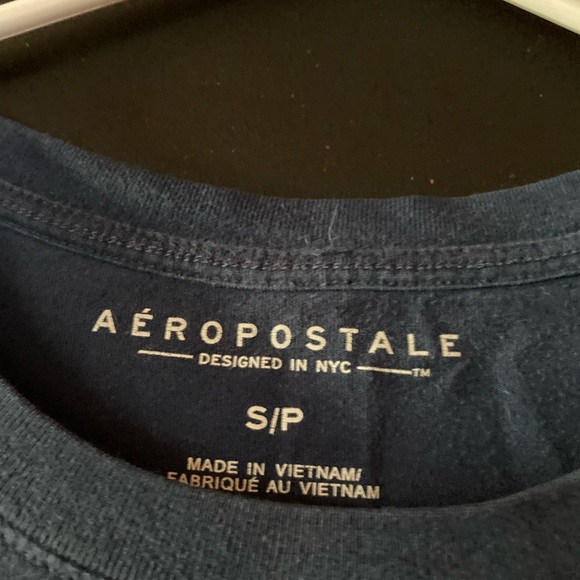 AÉROPOSTALE
DESIGNED IN NYC ™
S/P
MADE IN VIETNAM/
FABRIQUÉ AU VIETNAM